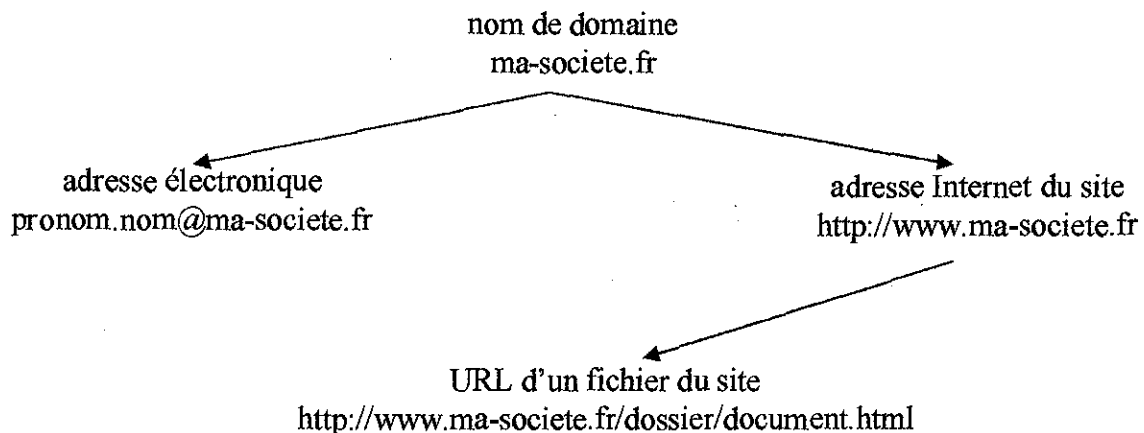 nom de domaine
ma-societe.fr
adresse électronique
pronom.nom@ma-societe.fr
adresse Internet du site
http://www.ma-societe.fr
URL d'un fichier du site
http://www.ma-societe.fr/dossier/document.html